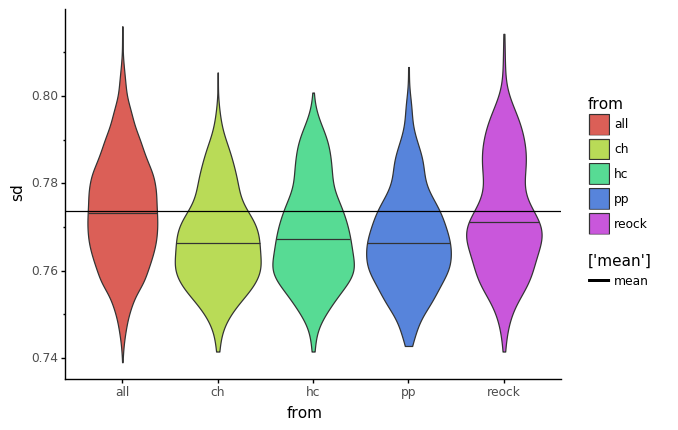 0.80
0.78
0.76
0.74
sd
all
ch
hc
pp
reock
from
from
all
ch
hc
pp
reock
['mean']
mean